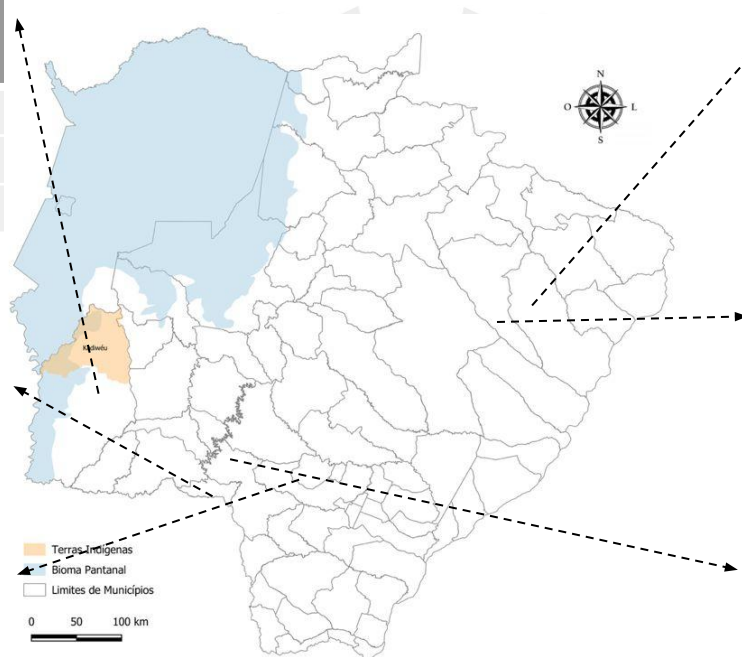 N
O L
S
Kadiwéu
Terras Indígenas
Bioma Pantanal
Limites de Municípios
0 50 100 km